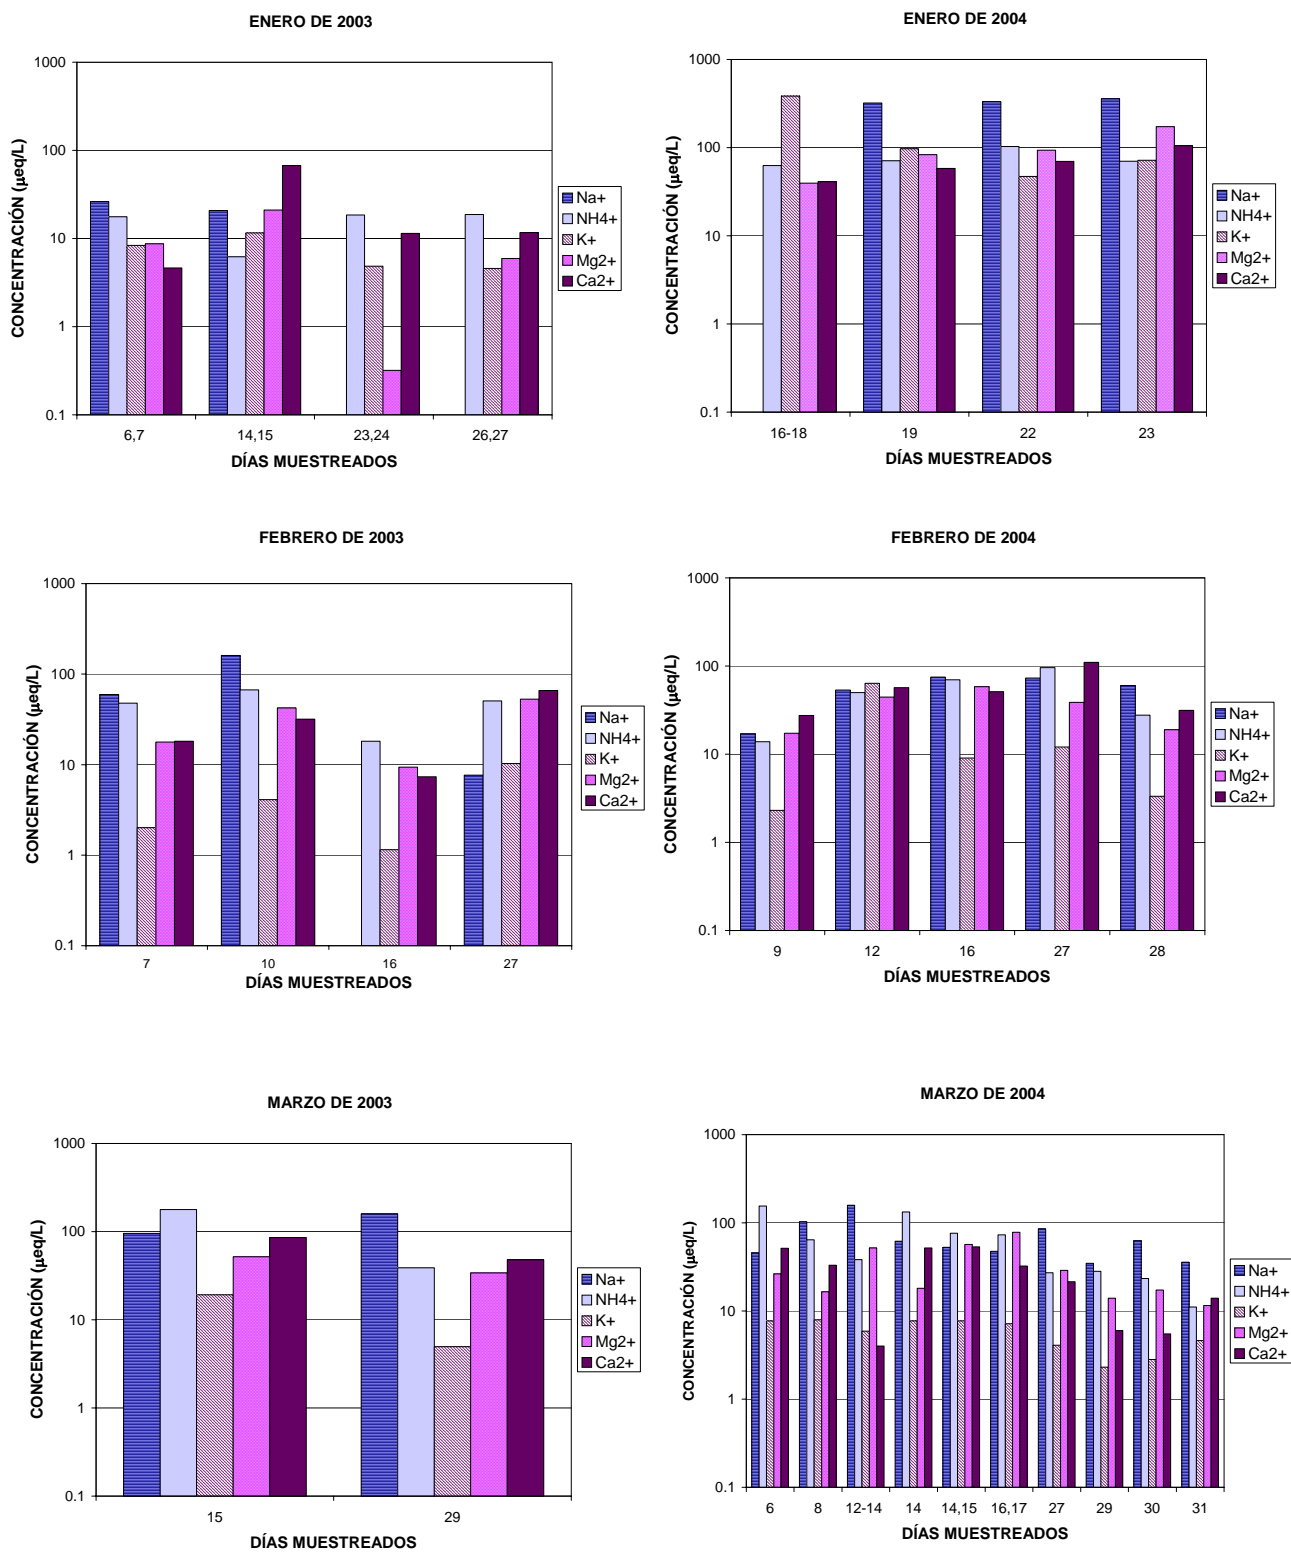 ENERO DE 2003
CONCENTRACIÓN (µeq/L)
1000
100
10
1
0.1
6,7 14,15 23,24 26,27
DÍAS MUESTREADOS
Na+
NH4+
K+
Mg2+
Ca2+
ENERO DE 2004
CONCENTRACIÓN (µeq/L)
1000
100
10
1
0.1
16-18 19 22 23
DÍAS MUESTREADOS
Na+
NH4+
K+
Mg2+
Ca2+
FEBRERO DE 2003
CONCENTRACIÓN (µeq/L)
1000
100
10
1
0.1
7 10 16 27
DÍAS MUESTREADOS
Na+
NH4+
K+
Mg2+
Ca2+
FEBRERO DE 2004
CONCENTRACIÓN (µeq/L)
1000
100
10
1
0.1
9 12 16 27 28
DÍAS MUESTREADOS
Na+
NH4+
K+
Mg2+
Ca2+
MARZO DE 2003
CONCENTRACIÓN (µeq/L)
1000
100
10
1
0.1
15 29
DÍAS MUESTREADOS
Na+
NH4+
K+
Mg2+
Ca2+
MARZO DE 2004
CONCENTRACIÓN (µeq/L)
1000
100
10
1
0.1
6 8 12-14 14 14,15 16,17 27 29 30 31
DÍAS MUESTREADOS
Na+
NH4+
K+
Mg2+
Ca2+